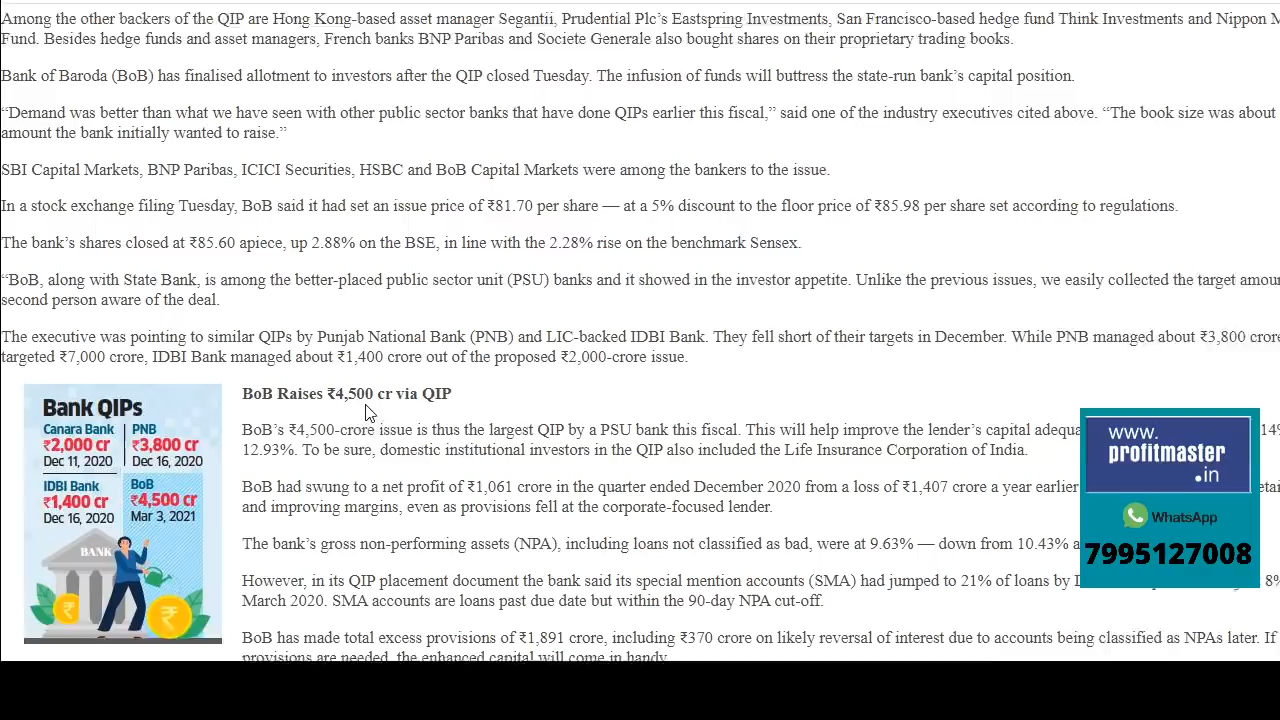 Among the other backers of the QIP are Hong Kong-based asset manager Segantii, Prudential Plc’s Eastspring Investments, San Francisco-based hedge fund Think Investments and Nippon
Fund. Besides hedge funds and asset managers, French banks BNP Paribas and Societe Generale also bought shares on their proprietary trading books.
Bank of Baroda (BoB) has finalised allotment to investors after the QIP closed Tuesday. The infusion of funds will buttress the state-run bank’s capital position.
“Demand was better than what we have seen with other public sector banks that have done QIPs earlier this fiscal,” said one of the industry executives cited above. “The book size was about
amount the bank initially wanted to raise.”
SBI Capital Markets, BNP Paribas, ICICI Securities, HSBC and BoB Capital Markets were among the bankers to the issue.
In a stock exchange filing Tuesday, BoB said it had set an issue price of ₹81.70 per share — at a 5% discount to the floor price of ₹85.98 per share set according to regulations.
The bank’s shares closed at ₹85.60 apiece, up 2.88% on the BSE, in line with the 2.28% rise on the benchmark Sensex.
“BoB, along with State Bank, is among the better-placed public sector unit (PSU) banks and it showed in the investor appetite. Unlike the previous issues, we easily collected the target
second person aware of the deal.
The executive was pointing to similar QIPs by Punjab National Bank (PNB) and LIC-backed IDBI Bank. They fell short of their targets in December. While PNB managed about ₹3,800
targeted ₹7,000 crore, IDBI Bank managed about ₹1,400 crore out of the proposed ₹2,000-crore issue.
Bank QIPs
Canara Bank
₹2,000 cr
Dec 11, 2020
PNB
₹3,800 cr
Dec 16, 2020
IDBI Bank
₹1,400 cr
Dec 16, 2020
BoB
₹4,500 cr
Mar 3, 2021
BANK
BoB Raises ₹4,500 cr via QIP
BoB’s ₹4,500-crore issue is thus the largest QIP by a PSU bank this fiscal. This will help improve the lender’s capital
12.93%. To be sure, domestic institutional investors in the QIP also included the Life Insurance Corporation of India.
BoB had swung to a net profit of ₹1,061 crore in the quarter ended December 2020 from a loss of ₹1,407 crore a year earlier
and improving margins, even as provisions fell at the corporate-focused lender.
The bank’s gross non-performing assets (NPA), including loans not classified as bad, were at 9.63% — down from 10.43%
However, in its QIP placement document the bank said its special mention accounts (SMA) had jumped to 21% of loans by
March 2020. SMA accounts are loans past due date but within the 90-day NPA cut-off.
BoB has made total excess provisions of ₹1,891 crore, including ₹370 crore on likely reversal of interest due to accounts being classified as NPAs later. If
provisions are needed, the enhanced capital will come in handy.
www.
profitmaster
.in
WhatsApp
7995127008